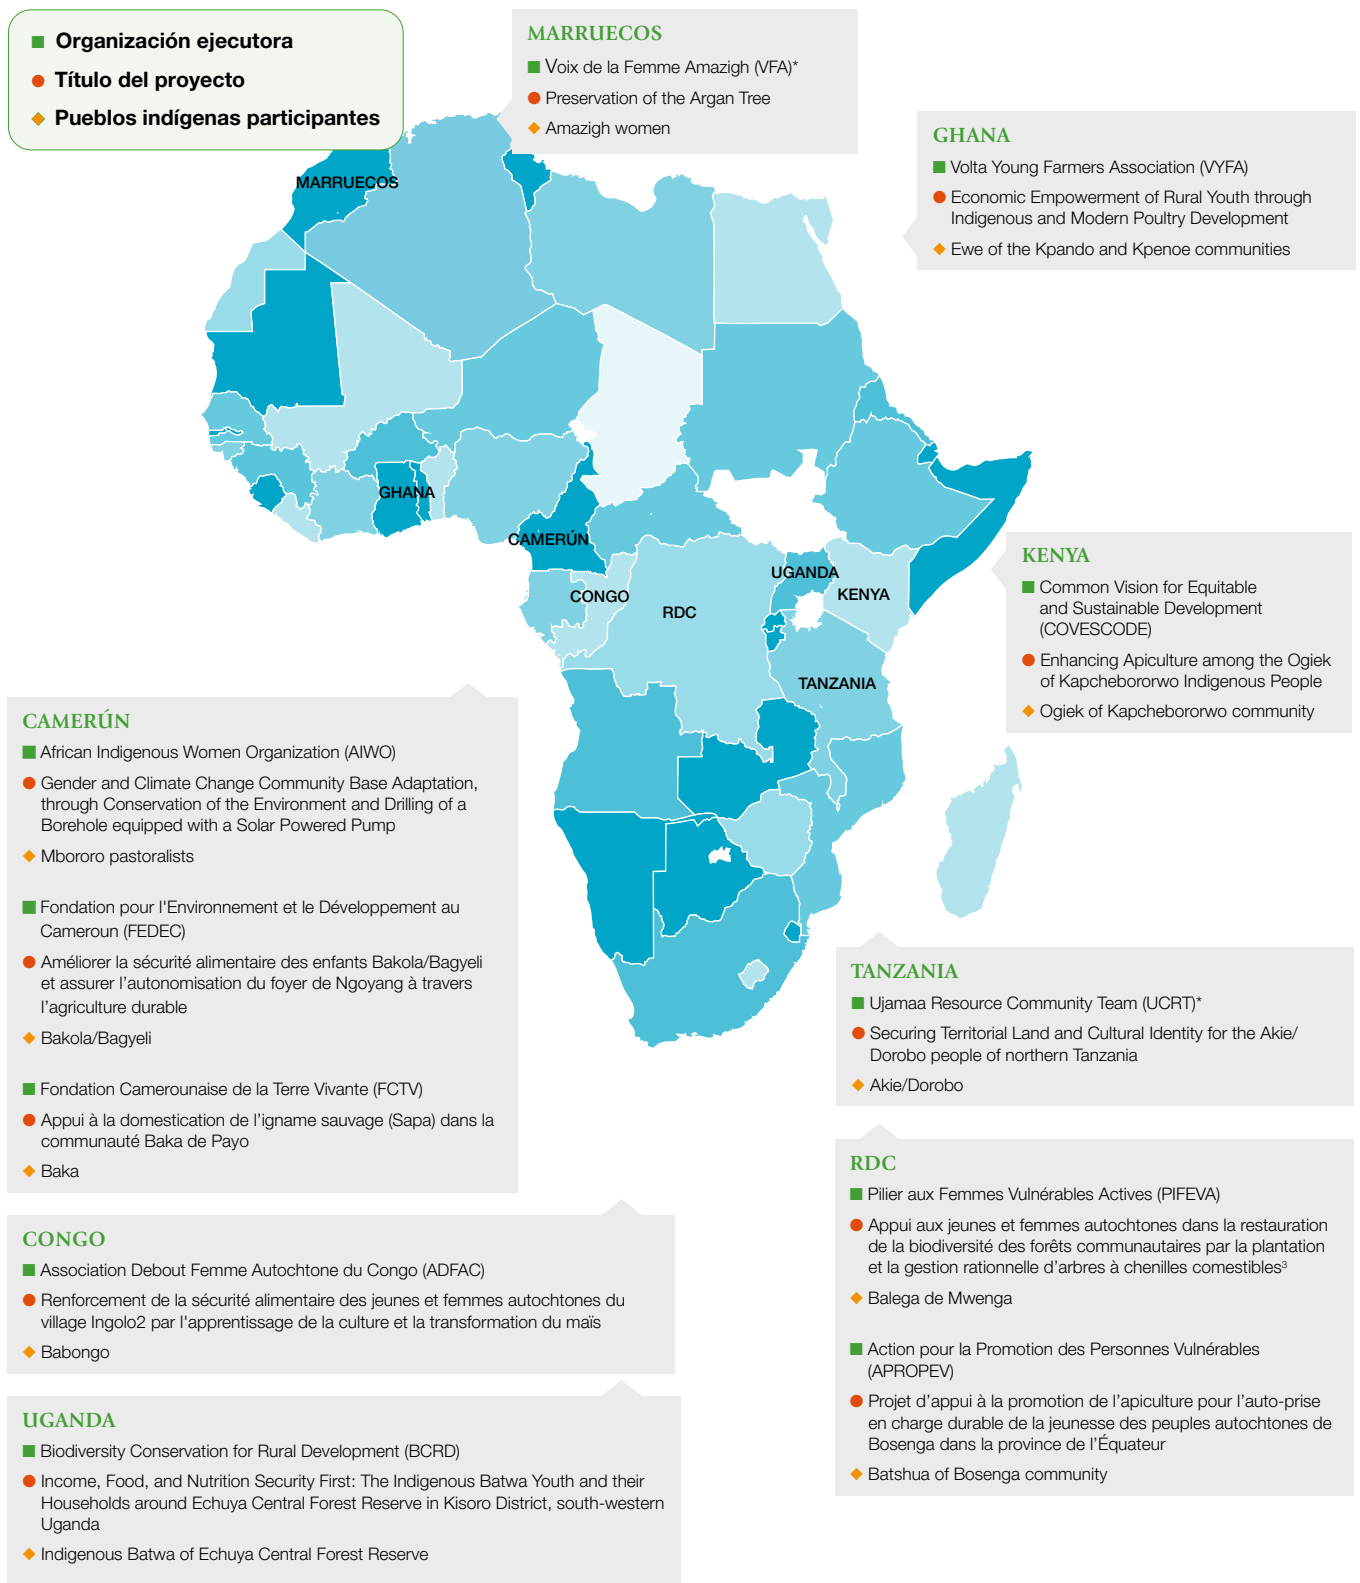 Organización ejecutora
Título del proyecto
Pueblos indígenas participantes
MARRUECOS
Voix de la Femme Amazigh (VFA)*
Preservation of the Argan Tree
Amazigh women
GHANA
Volta Young Farmers Association (VYFA)
Economic Empowerment of Rural Youth through
Indigenous and Modern Poultry Development
Ewe of the Kpando and Kpenoe communities
MARRUECOS
GHANA
CAMERÚN
CONGO
RDC
UGANDA
KENYA
TANZANIA
KENYA
Common Vision for Equitable
and Sustainable Development
(COVESCODE)
Enhancing Apiculture among the Ogiek
of Kapchebororwo Indigenous People
Ogiek of Kapchebororwo community
CAMERÚN
African Indigenous Women Organization (AIWO)
Gender and Climate Change Community Base Adaptation,
through Conservation of the Environment and Drilling of a
Borehole equipped with a Solar Powered Pump
Mbororo pastoralists
Fondation pour l'Environnement et le Développement au
Cameroun (FEDEC)
Améliorer la sécurité alimentaire des enfants Bakola/Bagyeli
et assurer l’autonomisation du foyer de Ngoyang à travers
l’agriculture durable
Bakola/Bagyeli
Fondation Camerounaise de la Terre Vivante (FCTV)
Appui à la domestication de l’igname sauvage (Sapa) dans la
communauté Baka de Payo
Baka
TANZANIA
Ujamaa Resource Community Team (UCRT)*
Securing Territorial Land and Cultural Identity for the Akie/
Dorobo people of northern Tanzania
Akie/Dorobo
RDC
Pilier aux Femmes Vulnérables Actives (PIFEVA)
Appui aux jeunes et femmes autochtones dans la restauration
de la biodiversité des forêts communautaires par la plantation
et la gestion rationnelle d’arbres à chenilles comestibles³
Balega de Mwenga
Action pour la Promotion des Personnes Vulnérables
(APROPEV)
Projet d’appui à la promotion de l’apiculture pour l’auto-prise
en charge durable de la jeunesse des peuples autochtones de
Bosenga dans la province de l’Équateur
Batshua of Bosenga community
CONGO
Association Debout Femme Autochtone du Congo (ADFAC)
Renforcement de la sécurité alimentaire des jeunes et femmes autochtones du
village Ingolo2 par l'apprentissage de la culture et la transformation du maïs
Babongo
UGANDA
Biodiversity Conservation for Rural Development (BCRD)
Income, Food, and Nutrition Security First: The Indigenous Batwa Youth and their
Households around Echuya Central Forest Reserve in Kisoro District, south-western
Uganda
Indigenous Batwa of Echuya Central Forest Reserve